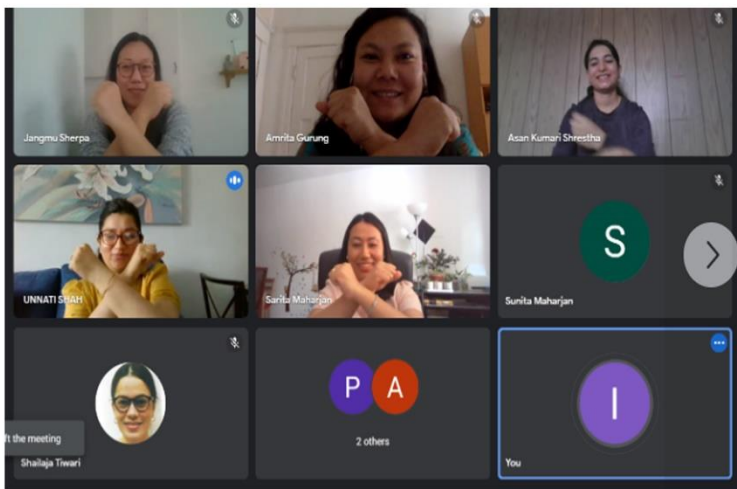 Jangmu Sherpa
Amrita Gurung
Asan Kumari Shrestha
UNNATI SHAH
Sarita Maharjan
S
Sunita Maharjan
ft the meeting
Shailaja Tiwari
P A
2 others
I
You